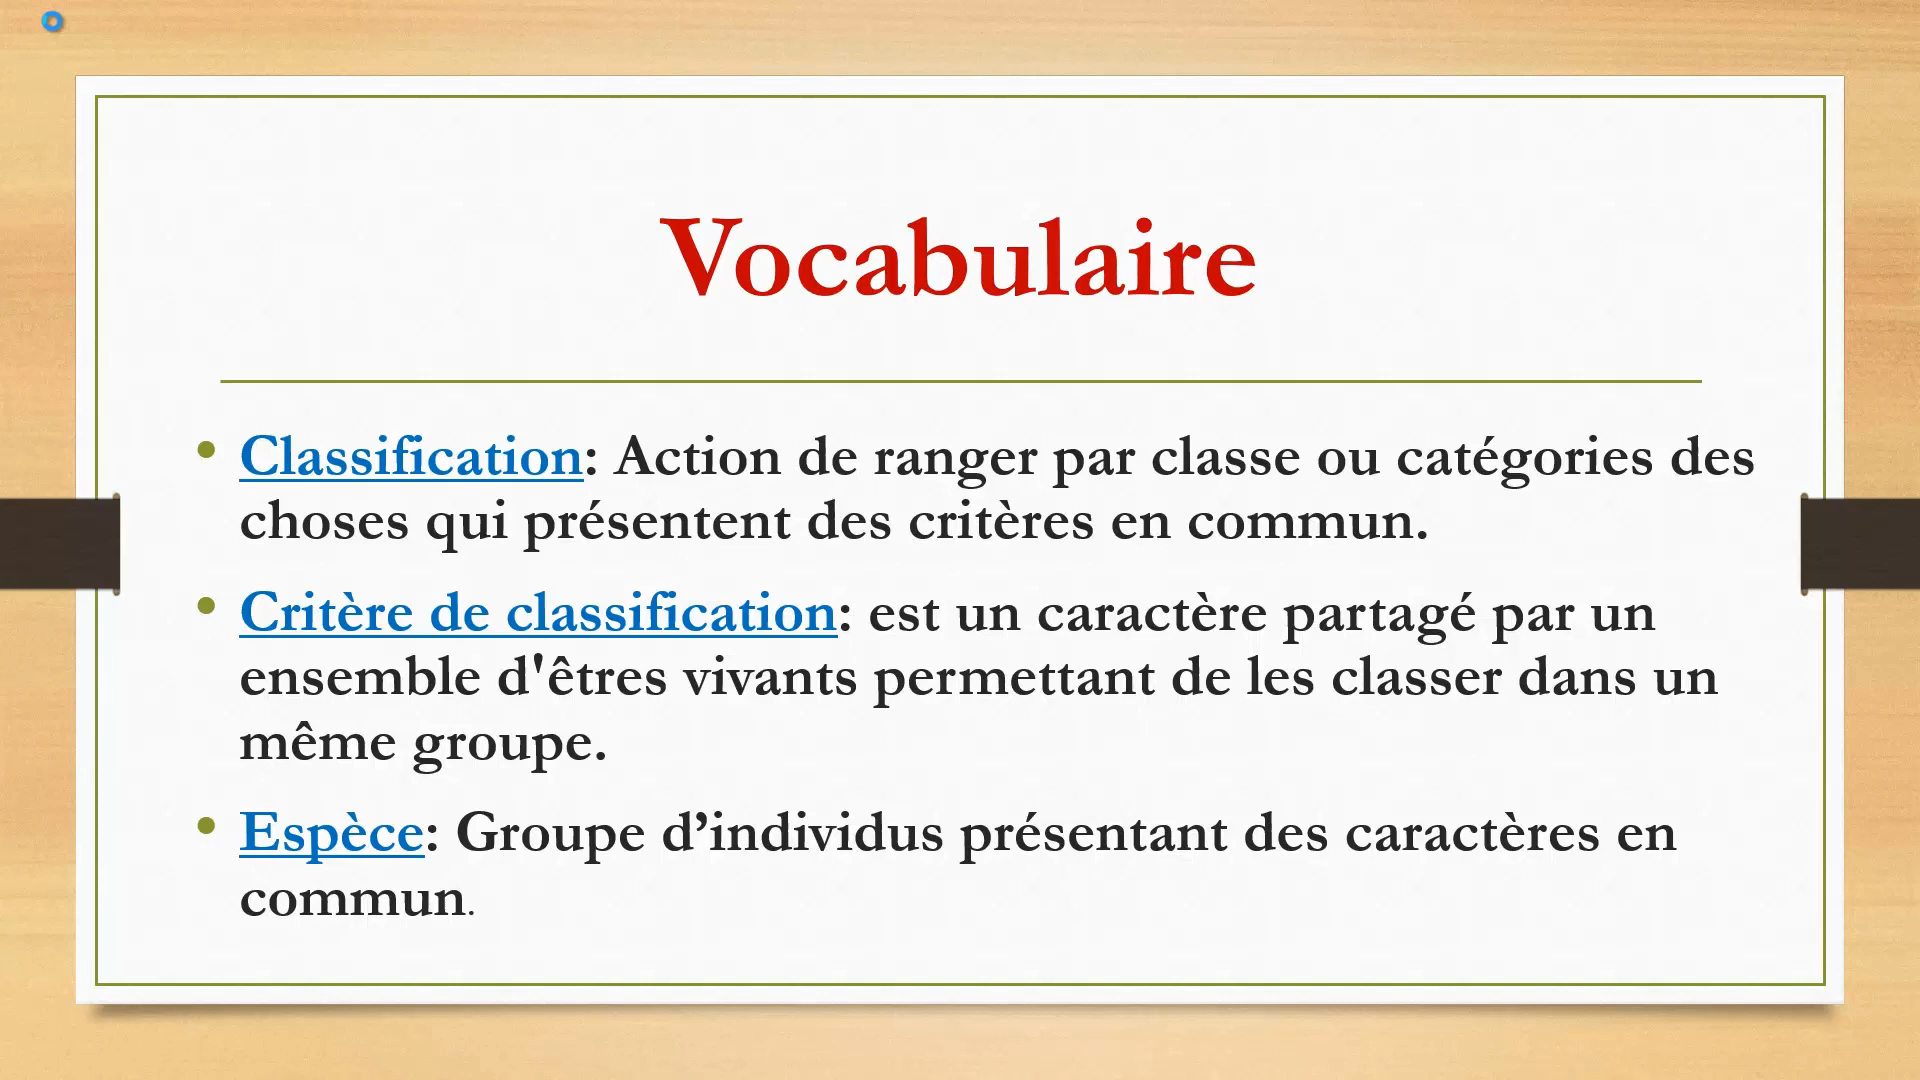 Vocabulaire
• Classification: Action de ranger par classe ou catégories des
choses qui présentent des critères en commun.
• Critère de classification: est un caractère partagé par un
ensemble d'êtres vivants permettant de les classer dans un
même groupe.
• Espèce: Groupe d’individus présentant des caractères en
commun.